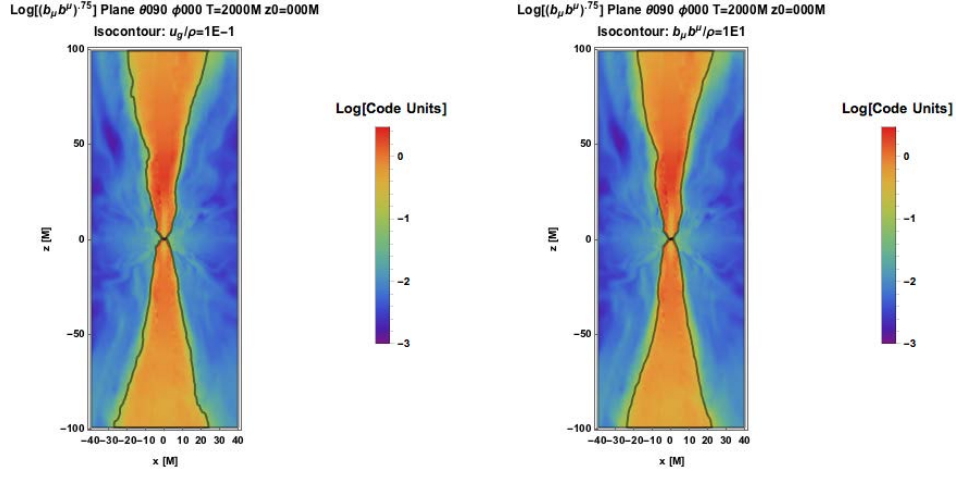 Log[(bμb^μ)^.75] Plane θ090 ϕ000 T=2000M z0=000M
Isocontour: u_g/ρ=1E−1
100
50
0
−50
−100
z [M]
−40−30−20−10 0 10 20 30 40
x [M]
Log[Code Units]
0
−1
−2
−3
Log[(bμb^μ)^.75] Plane θ090 ϕ000 T=2000M z0=000M
Isocontour: bμb^μ/ρ=1E1
100
50
0
−50
−100
z [M]
−40−30−20−10 0 10 20 30 40
x [M]
Log[Code Units]
0
−1
−2
−3